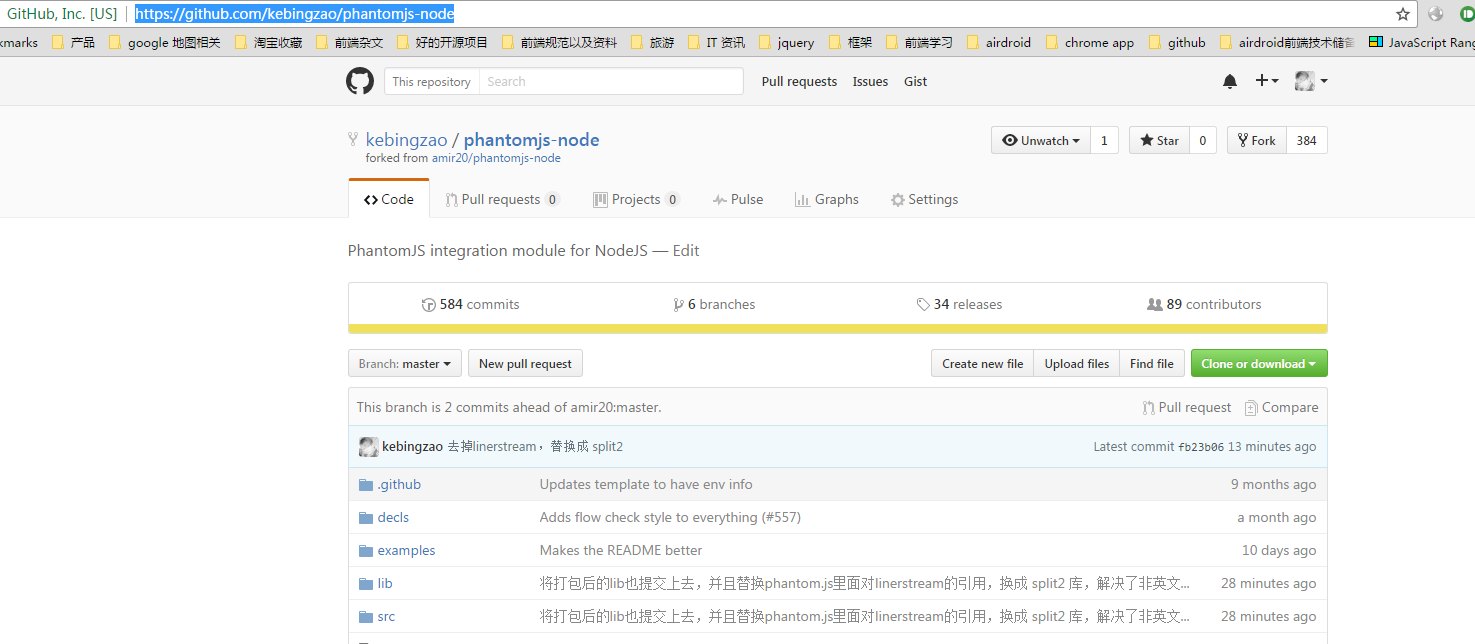 GitHub, Inc. [US] https://github.com/kebingzao/phantomjs-node
kmarks 产品 google 地图相关 淘宝收藏 前端杂文 好的开源项目 前端规范以及资料 旅游 IT 资讯 jquery 框架 前端学习 airdroid chrome app github airdroid前端技术储备 JavaScript Rang
This repository Search Pull requests Issues Gist
kebingzao / phantomjs-node Unwatch 1 Star 0 Fork 384
forked from amir20/phantomjs-node
Code Pull requests 0 Projects 0 Pulse Graphs Settings
PhantomJS integration module for NodeJS — Edit
584 commits 6 branches 34 releases 89 contributors
Branch: master New pull request Create new file Upload files Find file Clone or download
This branch is 2 commits ahead of amir20:master. Pull request Compare
kebingzao 去掉linerstream，替换成 split2 Latest commit fb23b06 13 minutes ago
.github Updates template to have env info 9 months ago
decls Adds flow check style to everything (#557) a month ago
examples Makes the README better 10 days ago
lib 将打包后的lib也提交上去，并且替换phantom.js里面对linerstream的引用，换成 split2 库，解决了非英文... 28 minutes ago
src 将打包后的lib也提交上去，并且替换phantom.js里面对linerstream的引用，换成 split2 库，解决了非英文... 28 minutes ago